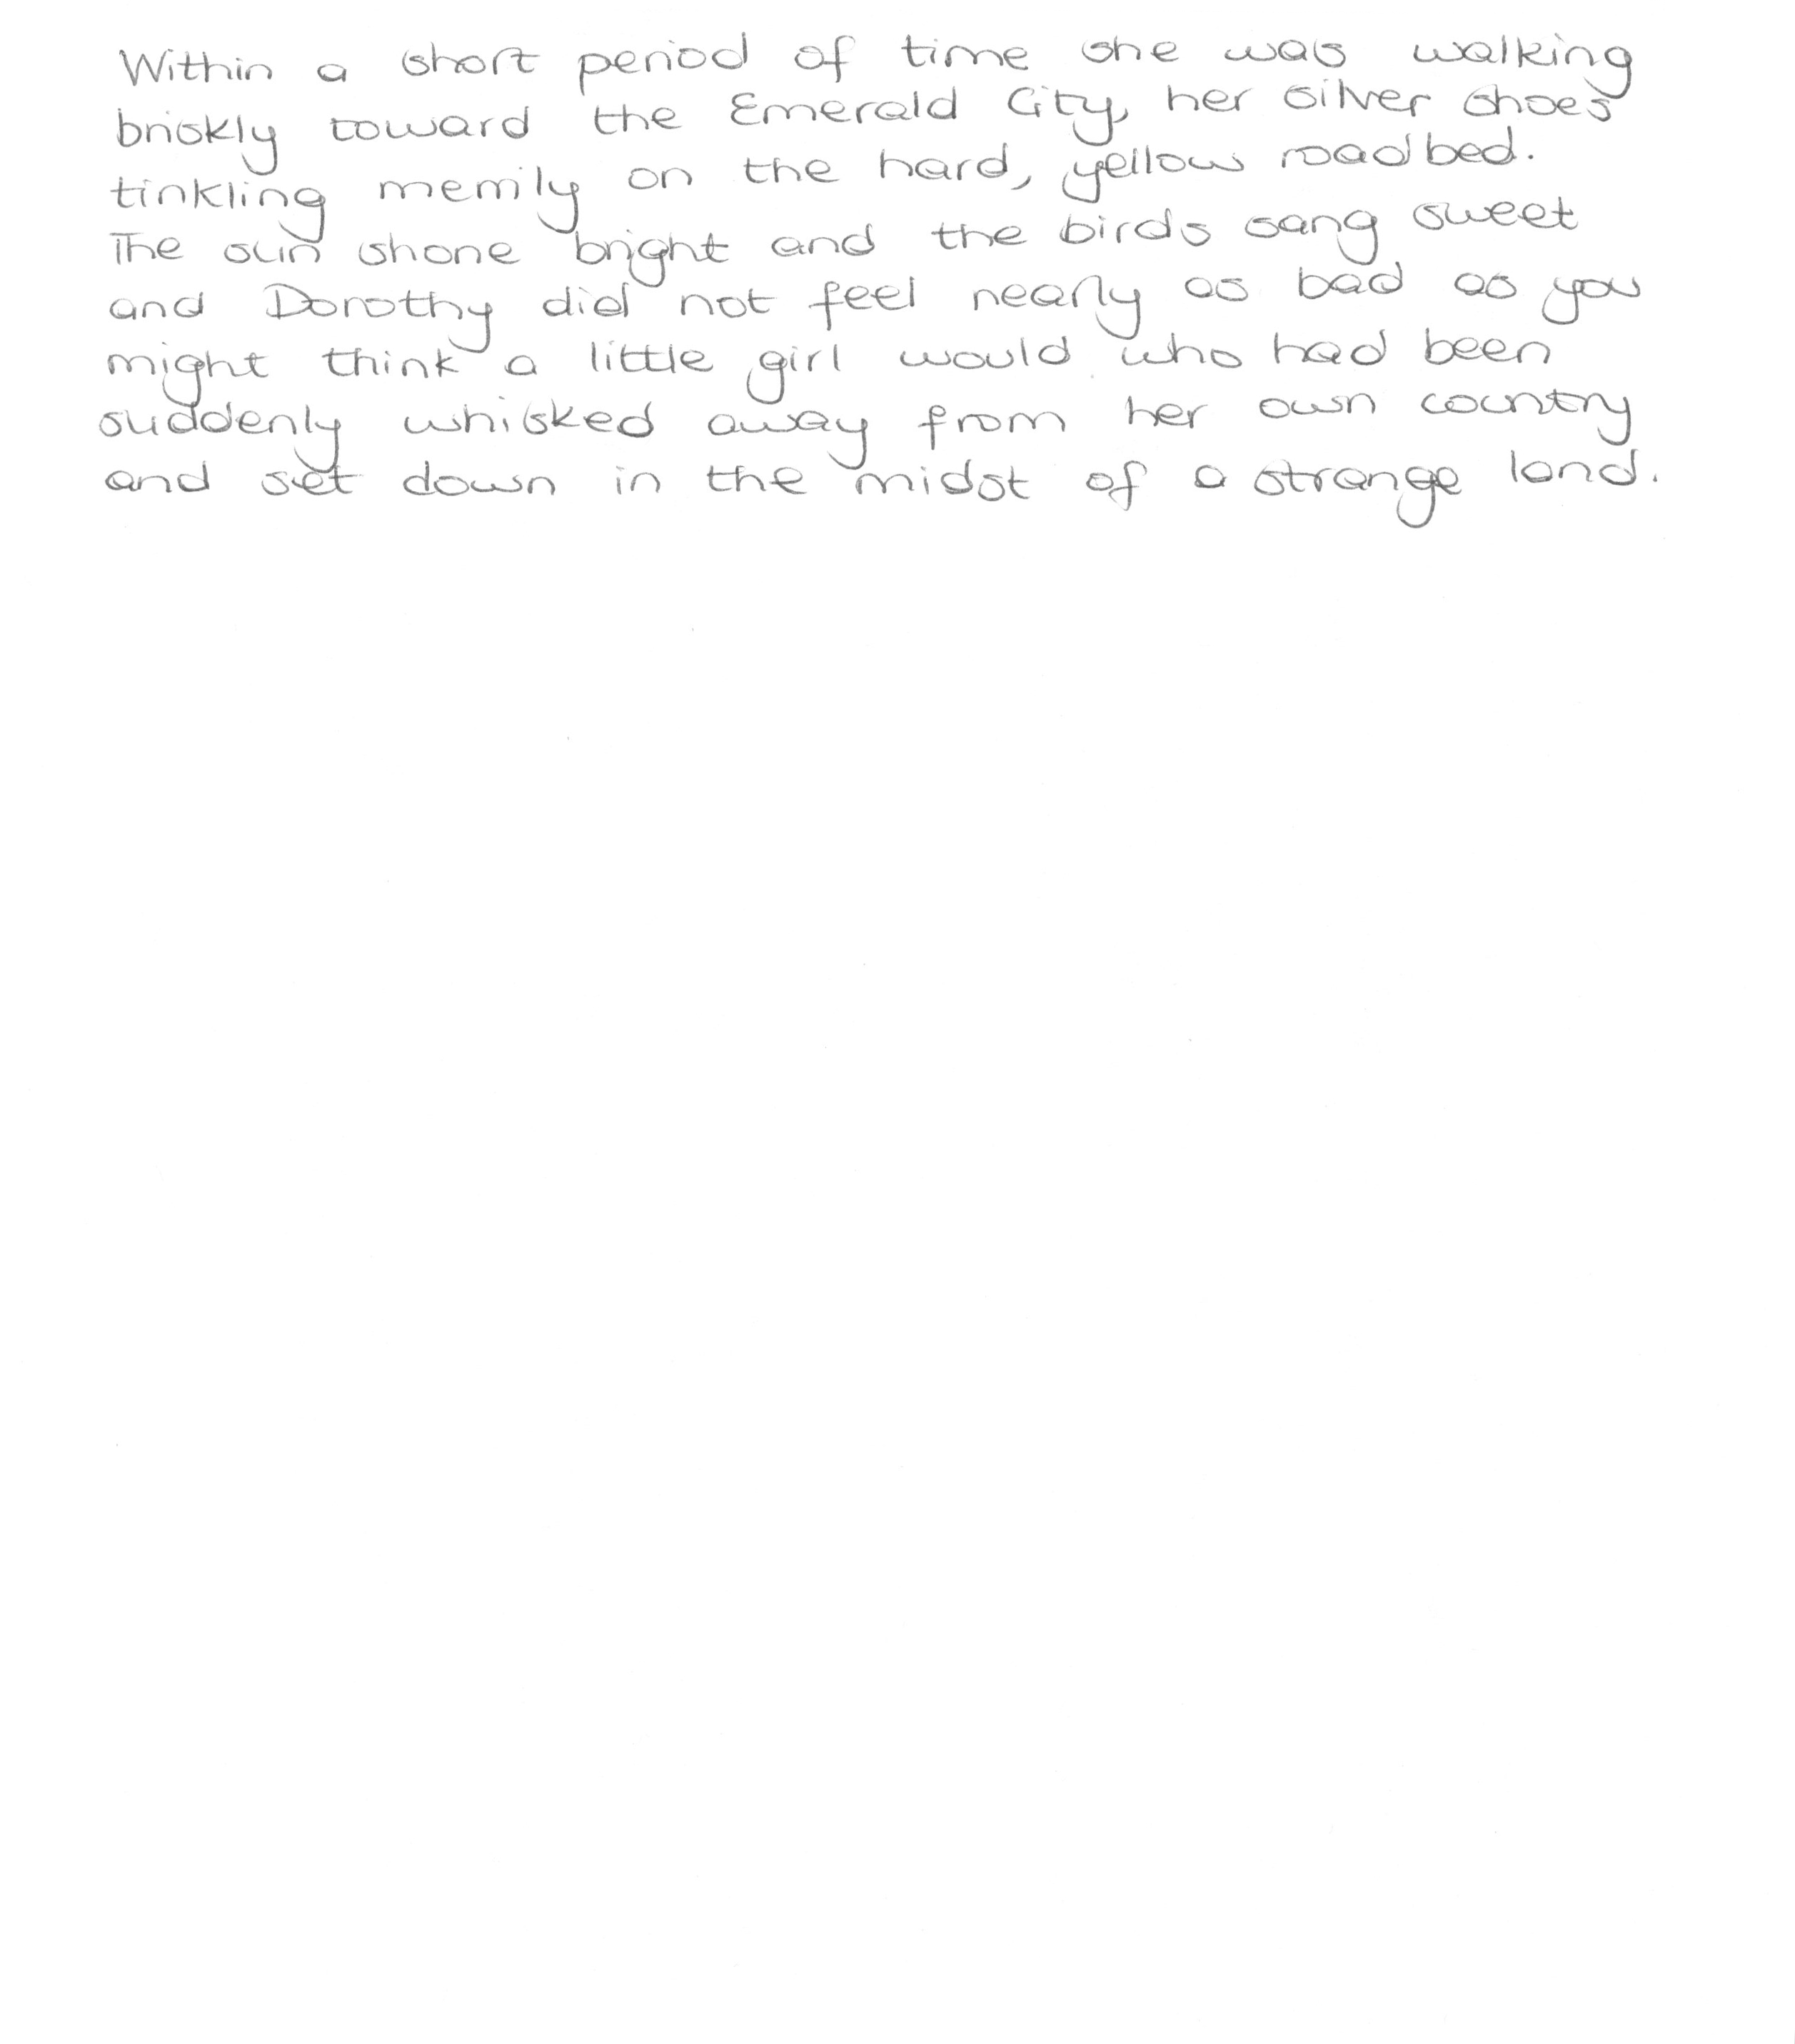 Within a short period of time she was walking
briskly toward the Emerald City, her silver shoes
tinkling merrily on the hard, yellow roadbed.
The sun shone bright and the birds sang sweet
and Dorothy did not feel nearly as bad as you
might think a little girl would who had been
suddenly whisked away from her own country
and set down in the midst of a strange land.